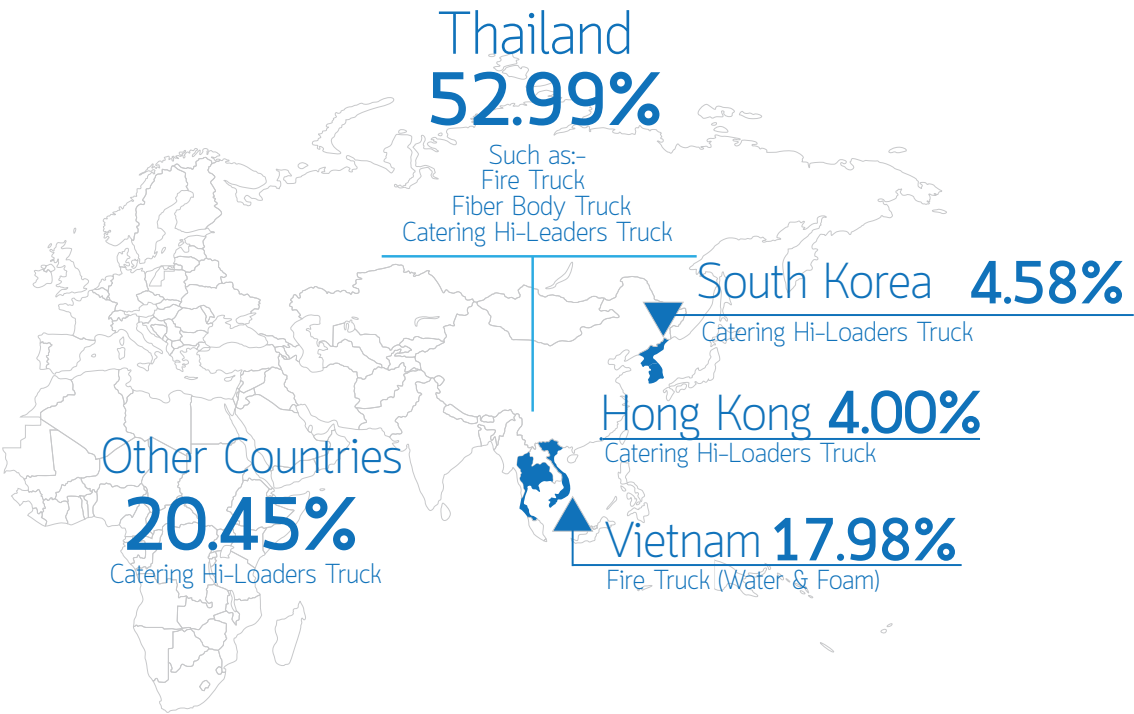 Thailand
52.99%
Such as:-
Fire Truck
Fiber Body Truck
Catering Hi-Leaders Truck
South Korea 4.58%
Catering Hi-Loaders Truck
Hong Kong 4.00%
Catering Hi-Loaders Truck
Other Countries
20.45%
Catering Hi-Loaders Truck
Vietnam 17.98%
Fire Truck (Water & Foam)